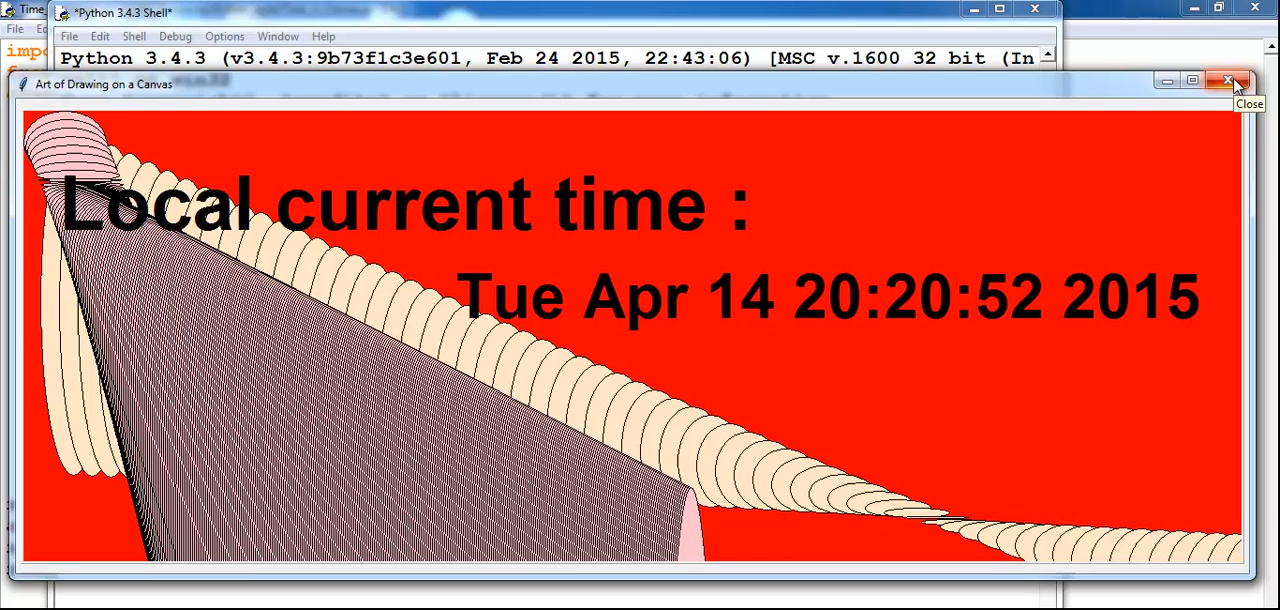 Time_
*Python 3.4.3 Shell*
File
File Edit Shell Debug Options Window Help
impo
Python 3.4.3 (v3.4.3:9b73f1c3e601, Feb 24 2015, 22:43:06) [MSC v.1600 32 bit (In
Art of Drawing on a Canvas
Close
Local current time :
Tue Apr 14 20:20:52 2015